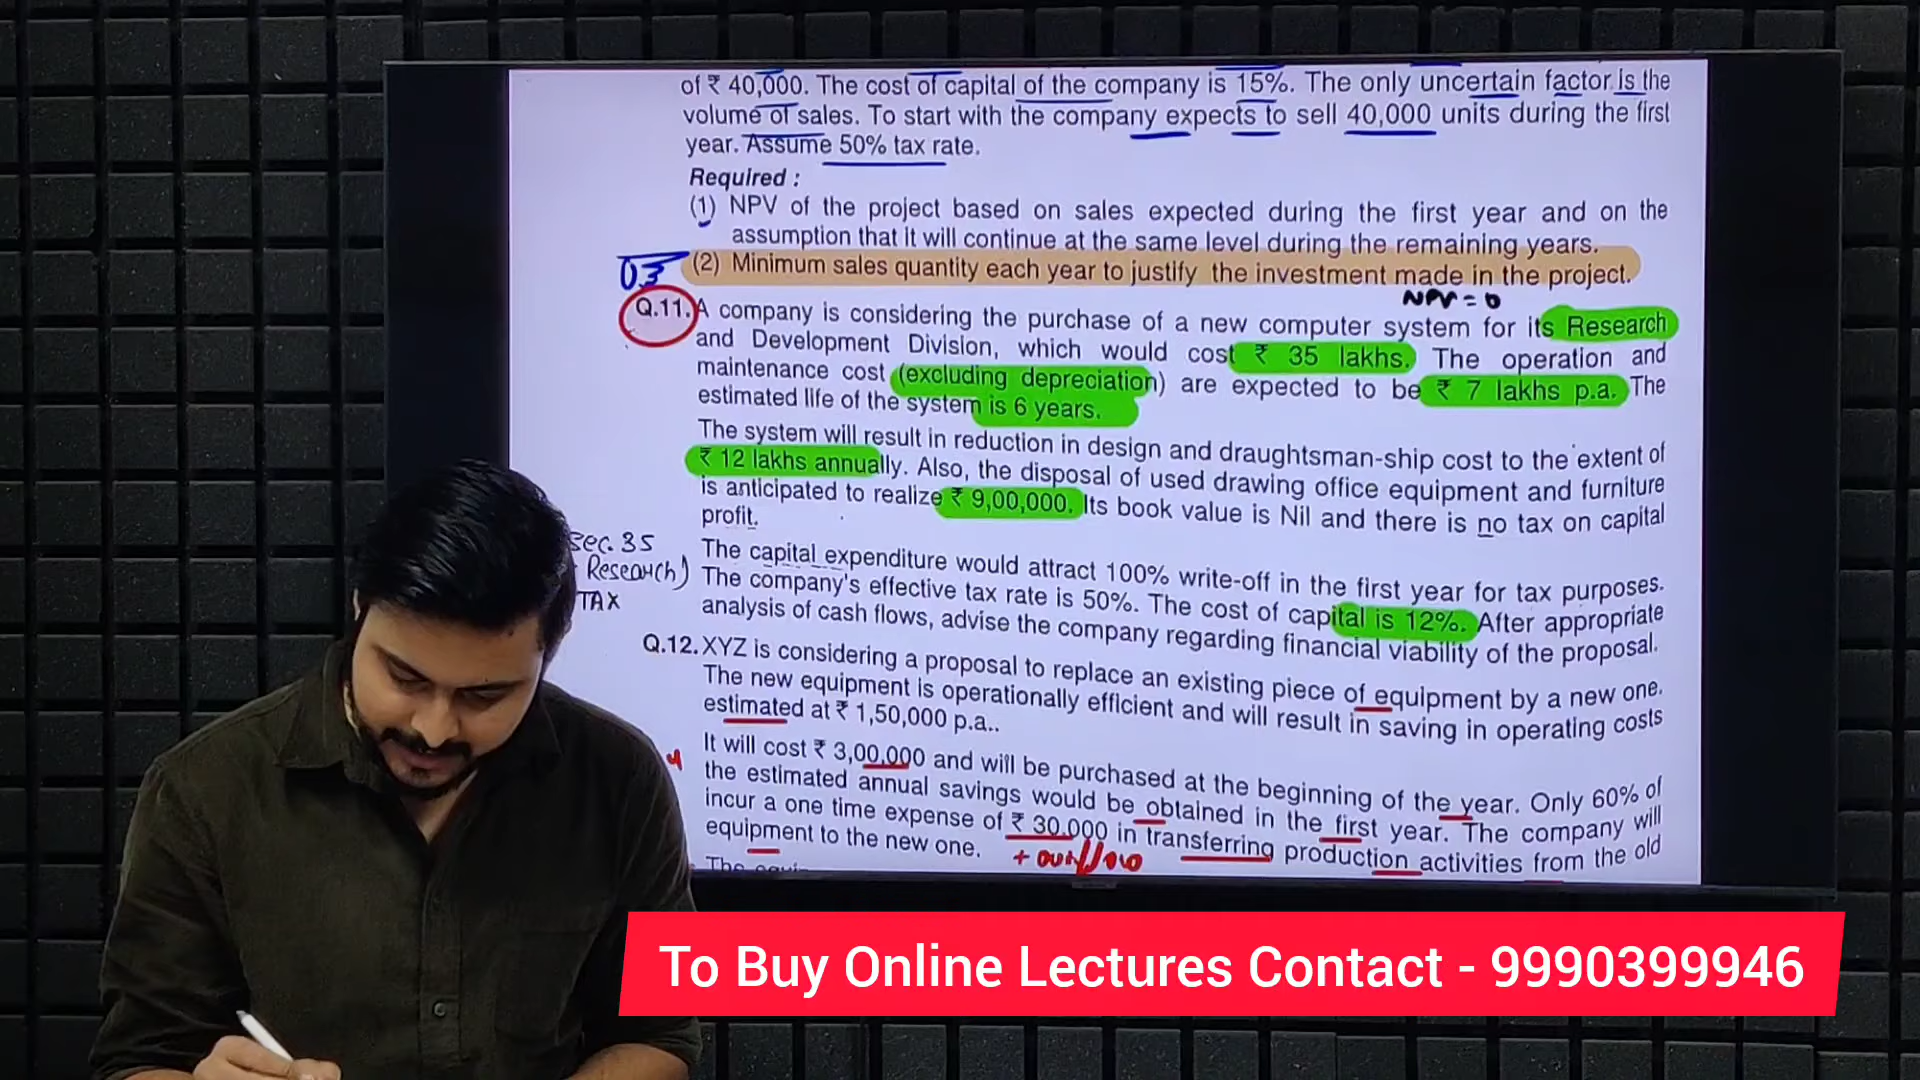 of ₹ 40,000. The cost of capital of the company is 15%. The only uncertain factor is the
volume of sales. To start with the company expects to sell 40,000 units during the first
year. Assume 50% tax rate.
Required :
(1) NPV of the project based on sales expected during the first year and on the
assumption that it will continue at the same level during the remaining years.
(2) Minimum sales quantity each year to justify the investment made in the project.
NPV = 0
Q.11. A company is considering the purchase of a new computer system for its Research
and Development Division, which would cost ₹ 35 lakhs. The operation and
maintenance cost (excluding depreciation) are expected to be ₹ 7 lakhs p.a. The
estimated life of the system is 6 years.
The system will result in reduction in design and draughtsman-ship cost to the extent of
₹ 12 lakhs annually. Also, the disposal of used drawing office equipment and furniture
is anticipated to realize ₹ 9,00,000. Its book value is Nil and there is no tax on capital
profit.
Sec. 35
Research)
TAX
The capital expenditure would attract 100% write-off in the first year for tax purposes.
The company's effective tax rate is 50%. The cost of capital is 12%. After appropriate
analysis of cash flows, advise the company regarding financial viability of the proposal.
Q.12. XYZ is considering a proposal to replace an existing piece of equipment by a new one.
The new equipment is operationally efficient and will result in saving in operating costs
estimated at ₹ 1,50,000 p.a..
It will cost ₹ 3,00,000 and will be purchased at the beginning of the year. Only 60% of
the estimated annual savings would be obtained in the first year. The company will
incur a one time expense of ₹ 30,000 in transferring production activities from the old
equipment to the new one.
To Buy Online Lectures Contact - 9990399946